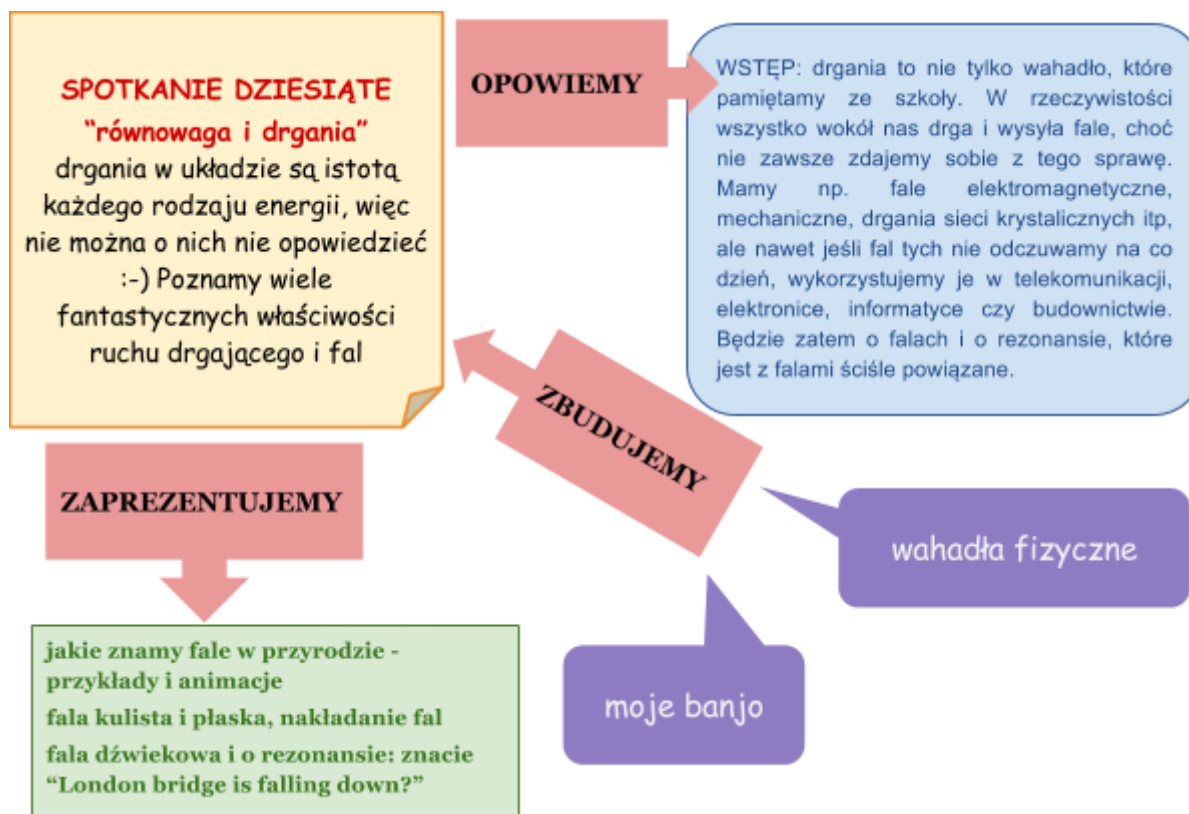 SPOTKANIE DZIESIĄTE
“równowaga i drgania”
drgania w układzie są istotą
każdego rodzaju energii, więc
nie można o nich nie opowiedzieć
:-) Poznamy wiele
fantastycznych właściwości
ruchu drgającego i fal
OPOWIEMY
WSTĘP: drgania to nie tylko wahadło, które
pamiętamy ze szkoły. W rzeczywistości
wszystko wokół nas drga i wysyła fale, choć
nie zawsze zdajemy sobie z tego sprawę.
Mamy np. fale elektromagnetyczne,
mechaniczne, drgania sieci krystalicznych itp,
ale nawet jeśli fal tych nie odczuwamy na co
dzień, wykorzystujemy je w telekomunikacji,
elektronice, informatyce czy budownictwie.
Będzie zatem o falach i o rezonansie, które
jest z falami ściśle powiązane.
ZBUDUJEMY
wahadła fizyczne
moje banjo
ZAPREZENTUJEMY
jakie znamy fale w przyrodzie -
przykłady i animacje
fala kulista i płaska, nakładanie fal
fala dźwiekowa i o rezonansie: znacie
“London bridge is falling down?”